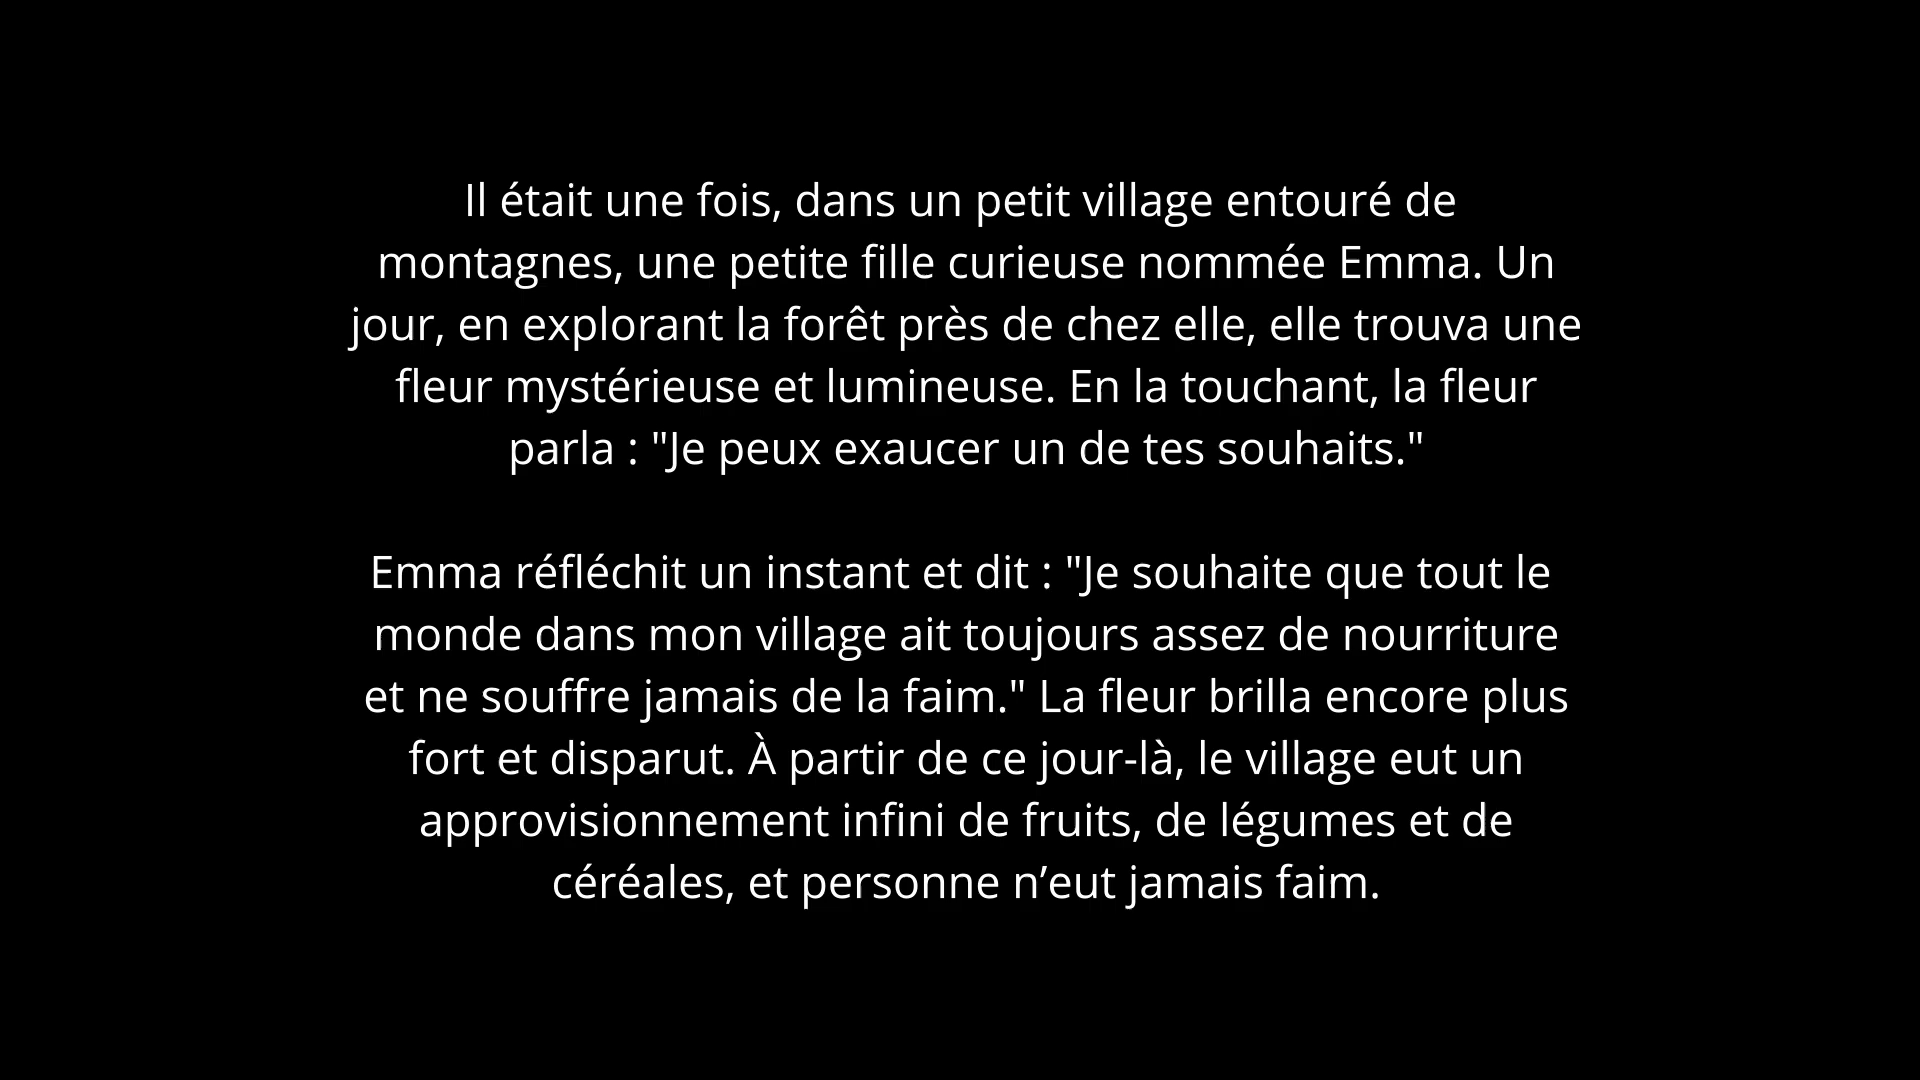 Il était une fois, dans un petit village entouré de
montagnes, une petite fille curieuse nommée Emma. Un
jour, en explorant la forêt près de chez elle, elle trouva une
fleur mystérieuse et lumineuse. En la touchant, la fleur
parla : "Je peux exaucer un de tes souhaits."
Emma réfléchit un instant et dit : "Je souhaite que tout le
monde dans mon village ait toujours assez de nourriture
et ne souffre jamais de la faim." La fleur brilla encore plus
fort et disparut. À partir de ce jour-là, le village eut un
approvisionnement infini de fruits, de légumes et de
céréales, et personne n’eut jamais faim.